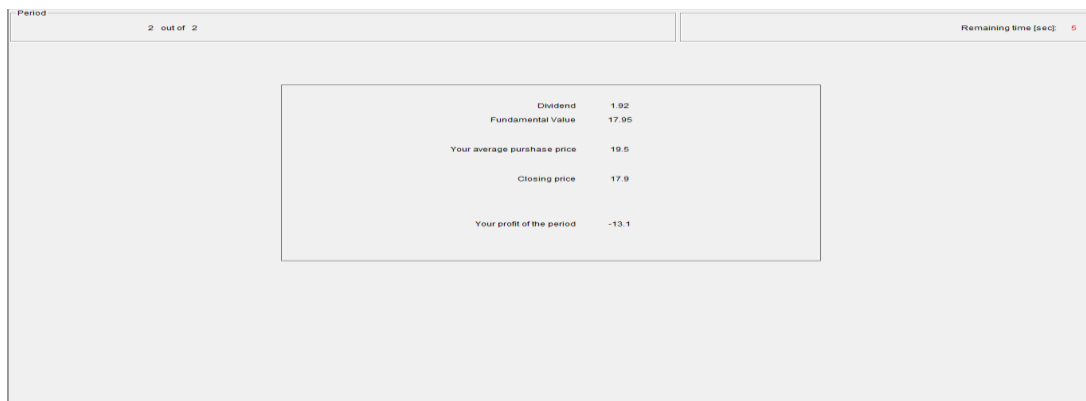 Period
2 out of 2 Remaining time [sec]: 5
Dividend 1.92
Fundamental Value 17.95
Your average purshase price 19.5
Closing price 17.9
Your profit of the period -13.1